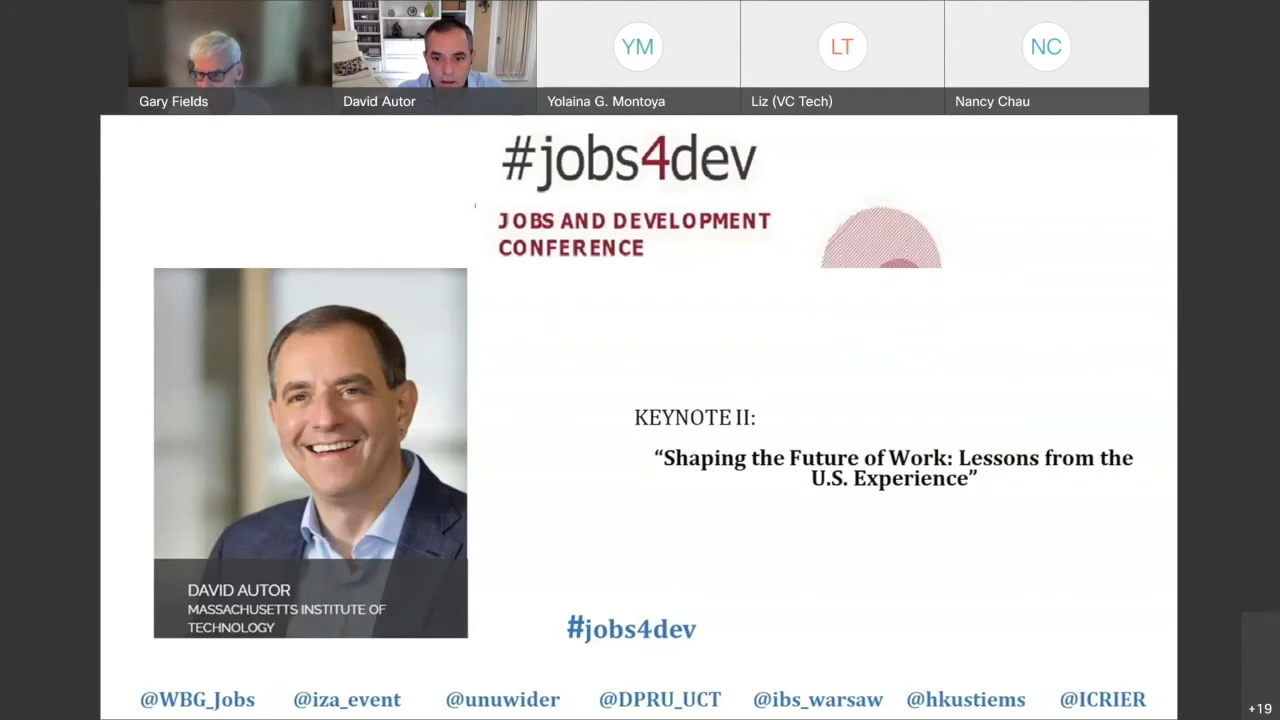 Gary Fields
David Autor
YM
Yolaina G. Montoya
LT
Liz (VC Tech)
NC
Nancy Chau
#jobs4dev
JOBS AND DEVELOPMENT
CONFERENCE
KEYNOTE II:
“Shaping the Future of Work: Lessons from the
U.S. Experience”
DAVID AUTOR
MASSACHUSETTS INSTITUTE OF
TECHNOLOGY
#jobs4dev
@WBG_Jobs @iza_event @unuwider @DPRU_UCT @ibs_warsaw @hkustiems @ICRIER
+19